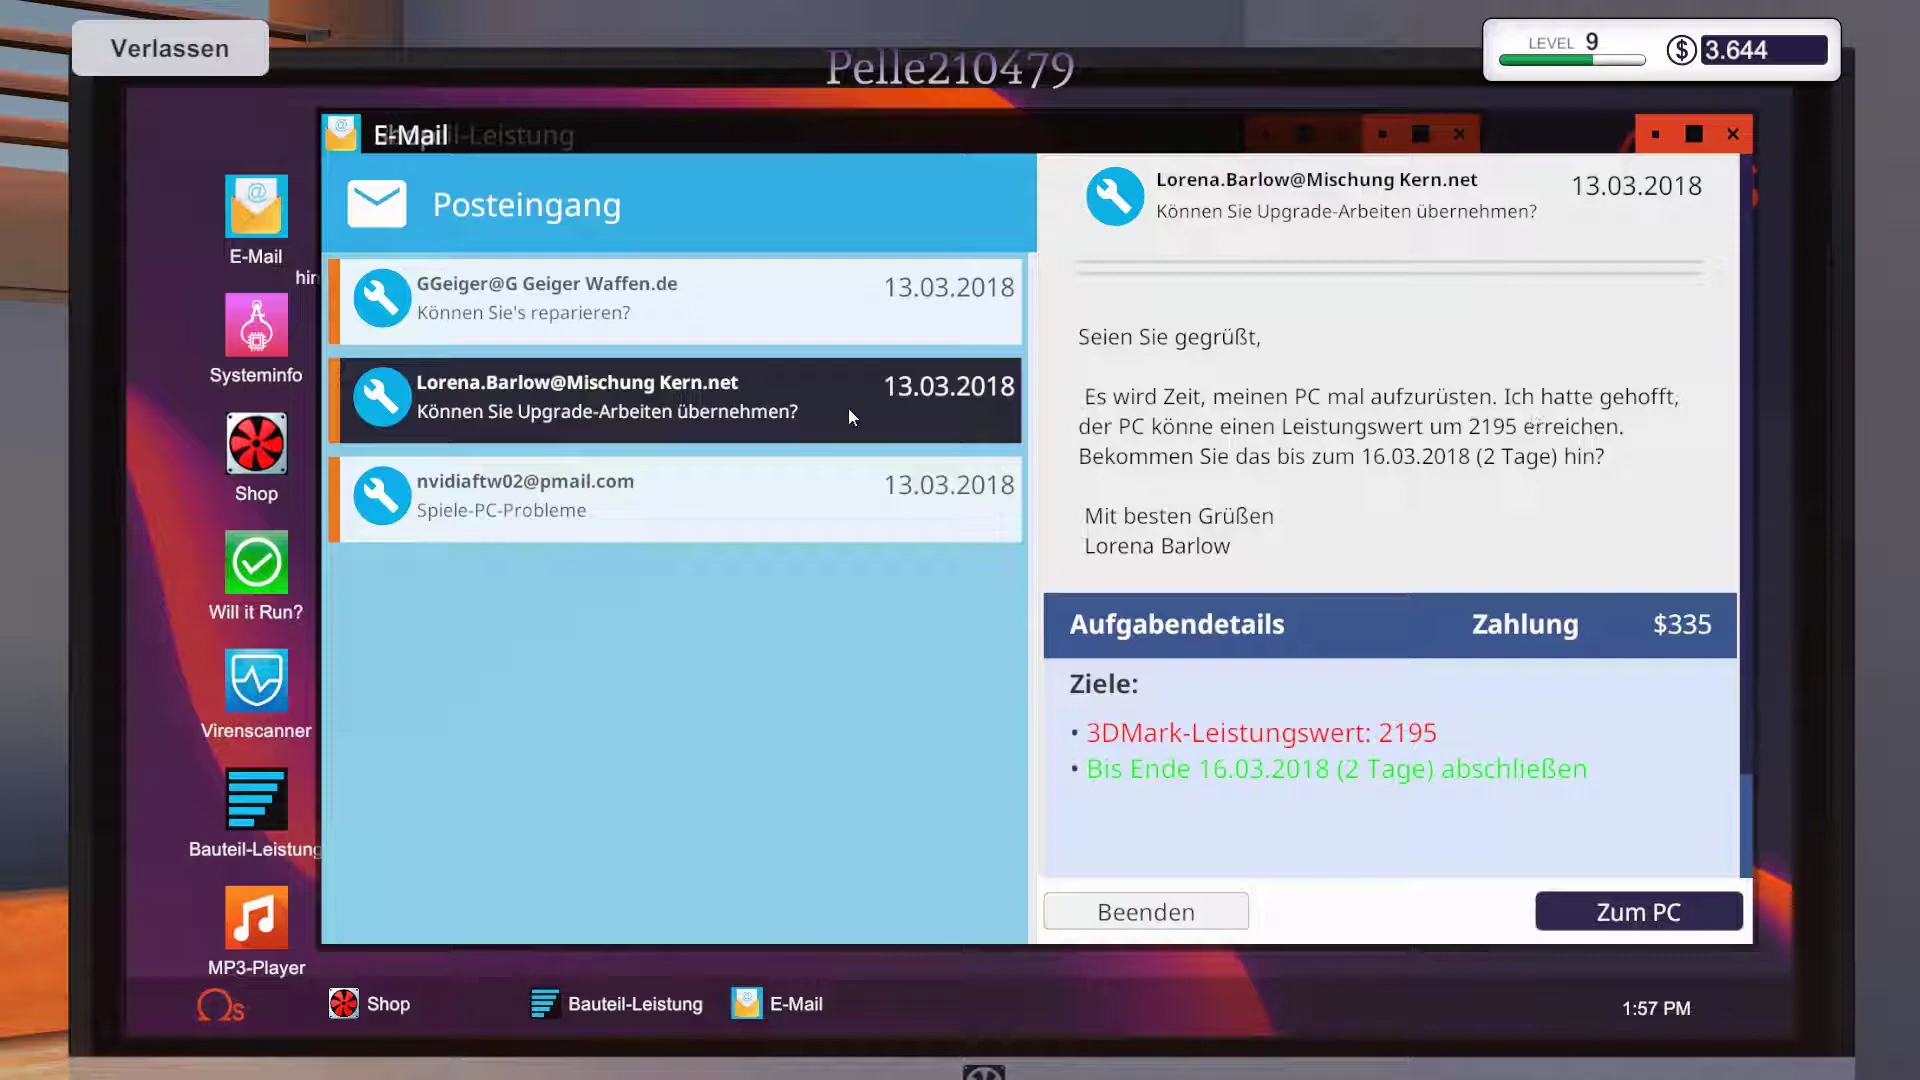 Verlassen
Pelle210479
LEVEL 9
$ 3.644
E-Mail
Posteingang
GGeiger@G Geiger Waffen.de
13.03.2018
Können Sie's reparieren?
Lorena.Barlow@Mischung Kern.net
13.03.2018
Können Sie Upgrade-Arbeiten übernehmen?
nvidiaftw02@pmail.com
13.03.2018
Spiele-PC-Probleme
Lorena.Barlow@Mischung Kern.net
13.03.2018
Können Sie Upgrade-Arbeiten übernehmen?
Seien Sie gegrüßt,
Es wird Zeit, meinen PC mal aufzurüsten. Ich hatte gehofft,
der PC könne einen Leistungswert um 2195 erreichen.
Bekommen Sie das bis zum 16.03.2018 (2 Tage) hin?
Mit besten Grüßen
Lorena Barlow
Aufgabendetails Zahlung $335
Ziele:
• 3DMark-Leistungswert: 2195
• Bis Ende 16.03.2018 (2 Tage) abschließen
Beenden
Zum PC
E-Mail
Systeminfo
Shop
Will it Run?
Virenscanner
Bauteil-Leistung
MP3-Player
Ωs
Shop
Bauteil-Leistung
E-Mail
1:57 PM